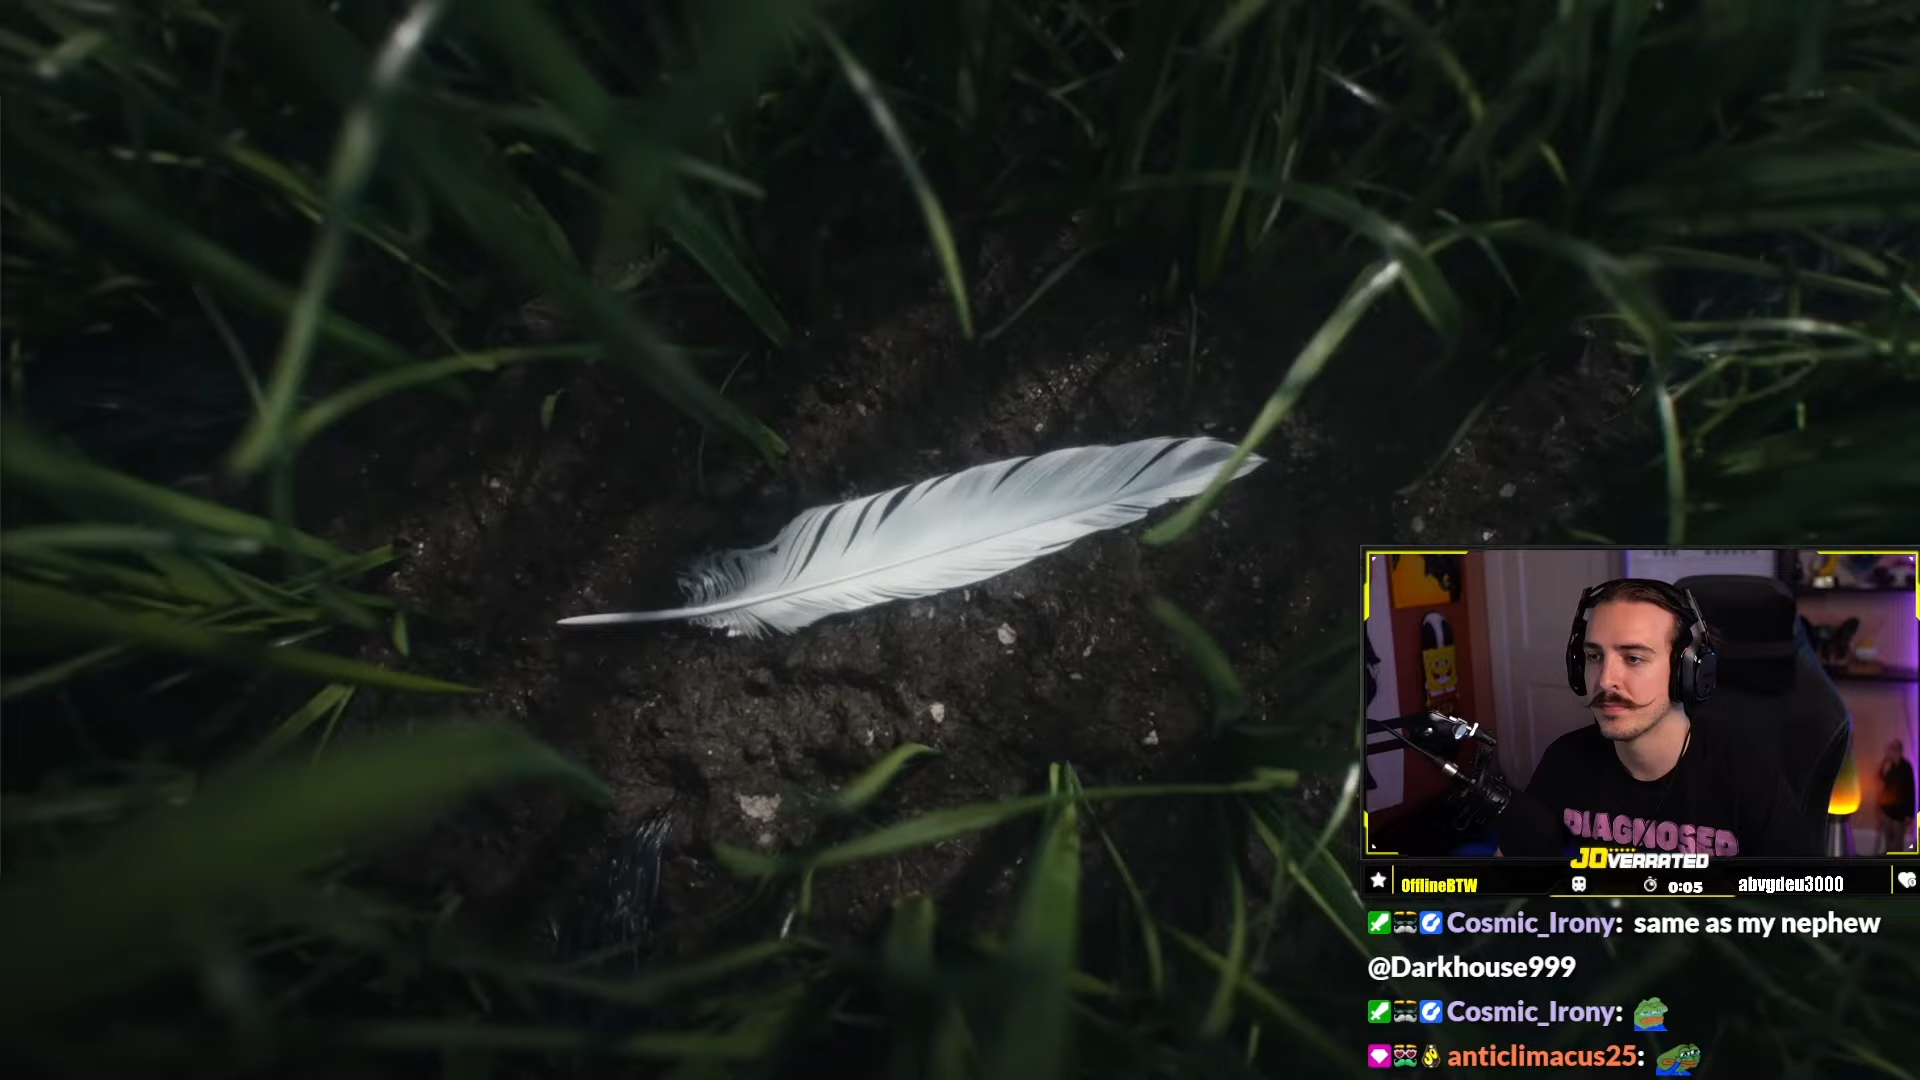 DIAGNOSED
JOVERRATED
OfflineBTW
0:05
abvgdeu3000
Cosmic_Irony: same as my nephew
@Darkhouse999
Cosmic_Irony:
anticlimacus25: